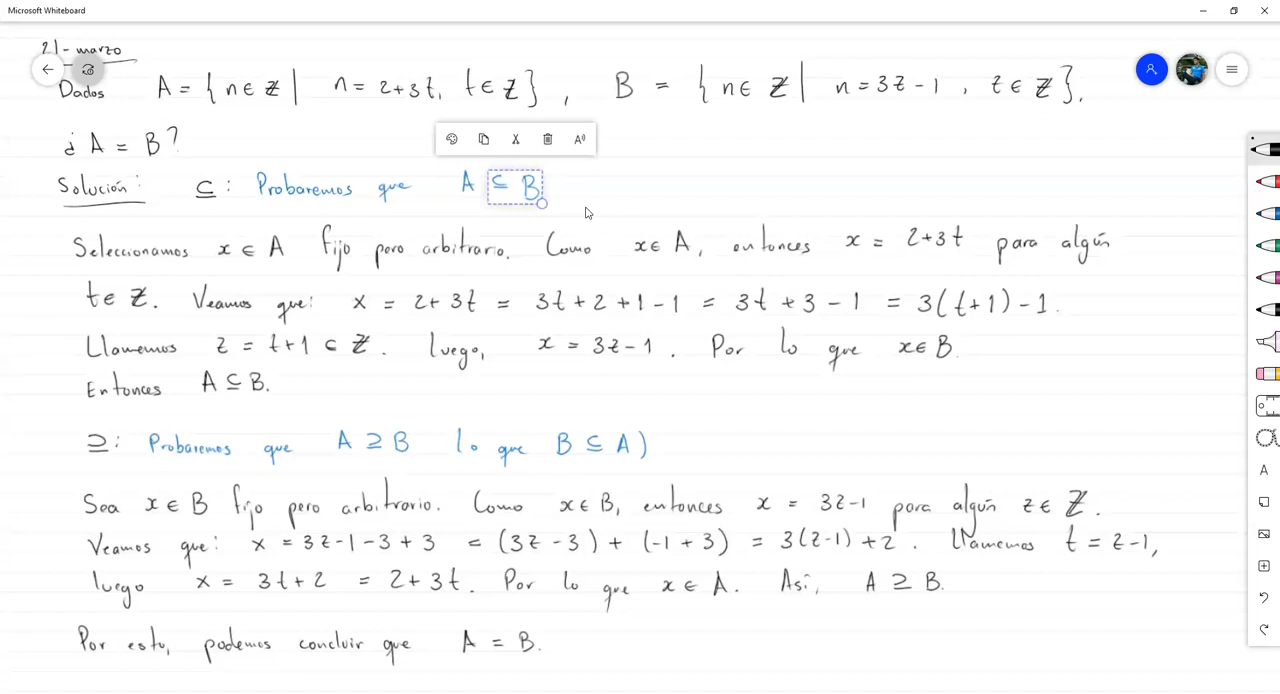 Microsoft Whiteboard
21-marzo
Dados A = {n∈ℤ | n = 2+3t, t∈ℤ}, B = {n∈ℤ | n=3z-1, z∈ℤ}.
¿A = B?
Solución: ⊆: Probaremos que A ⊆ B
Seleccionamos x∈A fijo pero arbitrario. Como x∈A, entonces x = 2+3t para algún
t∈ℤ. Veamos que: x = 2+3t = 3t+2+1-1 = 3t+3-1 = 3(t+1)-1.
Llamemos z = t+1 ∈ ℤ. Luego, x = 3z-1. Por lo que x∈B.
Entonces A⊆B.
⊇: Probaremos que A⊇B lo que B⊆A)
Sea x∈B fijo pero arbitrario. Como x∈B, entonces x = 3z-1 para algún z∈ℤ.
Veamos que: x = 3z-1-3+3 = (3z-3)+(-1+3) = 3(z-1)+2. Llamemos t = z-1,
luego x = 3t+2 = 2+3t. Por lo que x∈A. Así, A⊇B.
Por esto, podemos concluir que A = B.